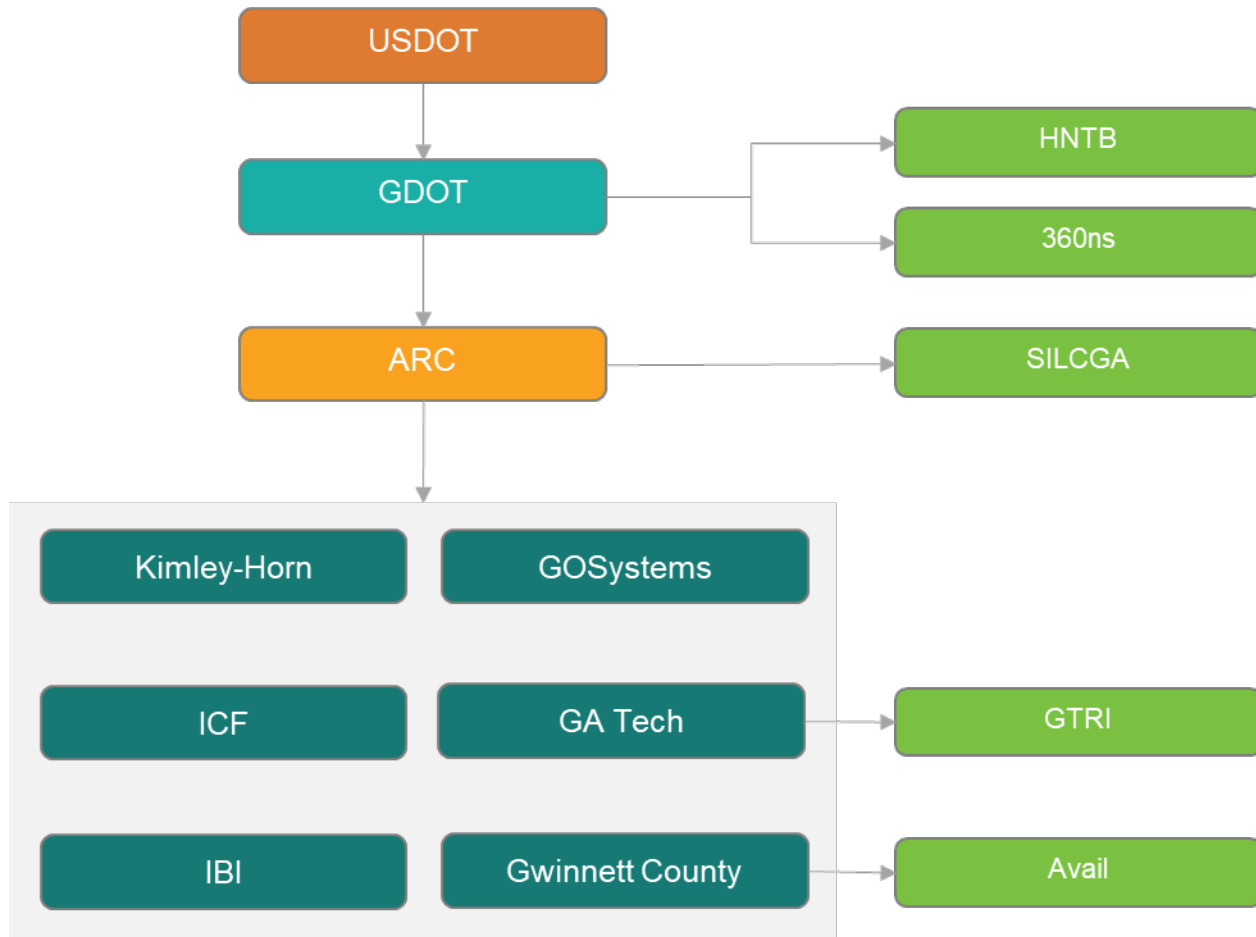 USDOT
HNTB
GDOT
360ns
ARC
SILCGA
Kimley-Horn
GOSystems
ICF
GA Tech
GTRI
IBI
Gwinnett County
Avail